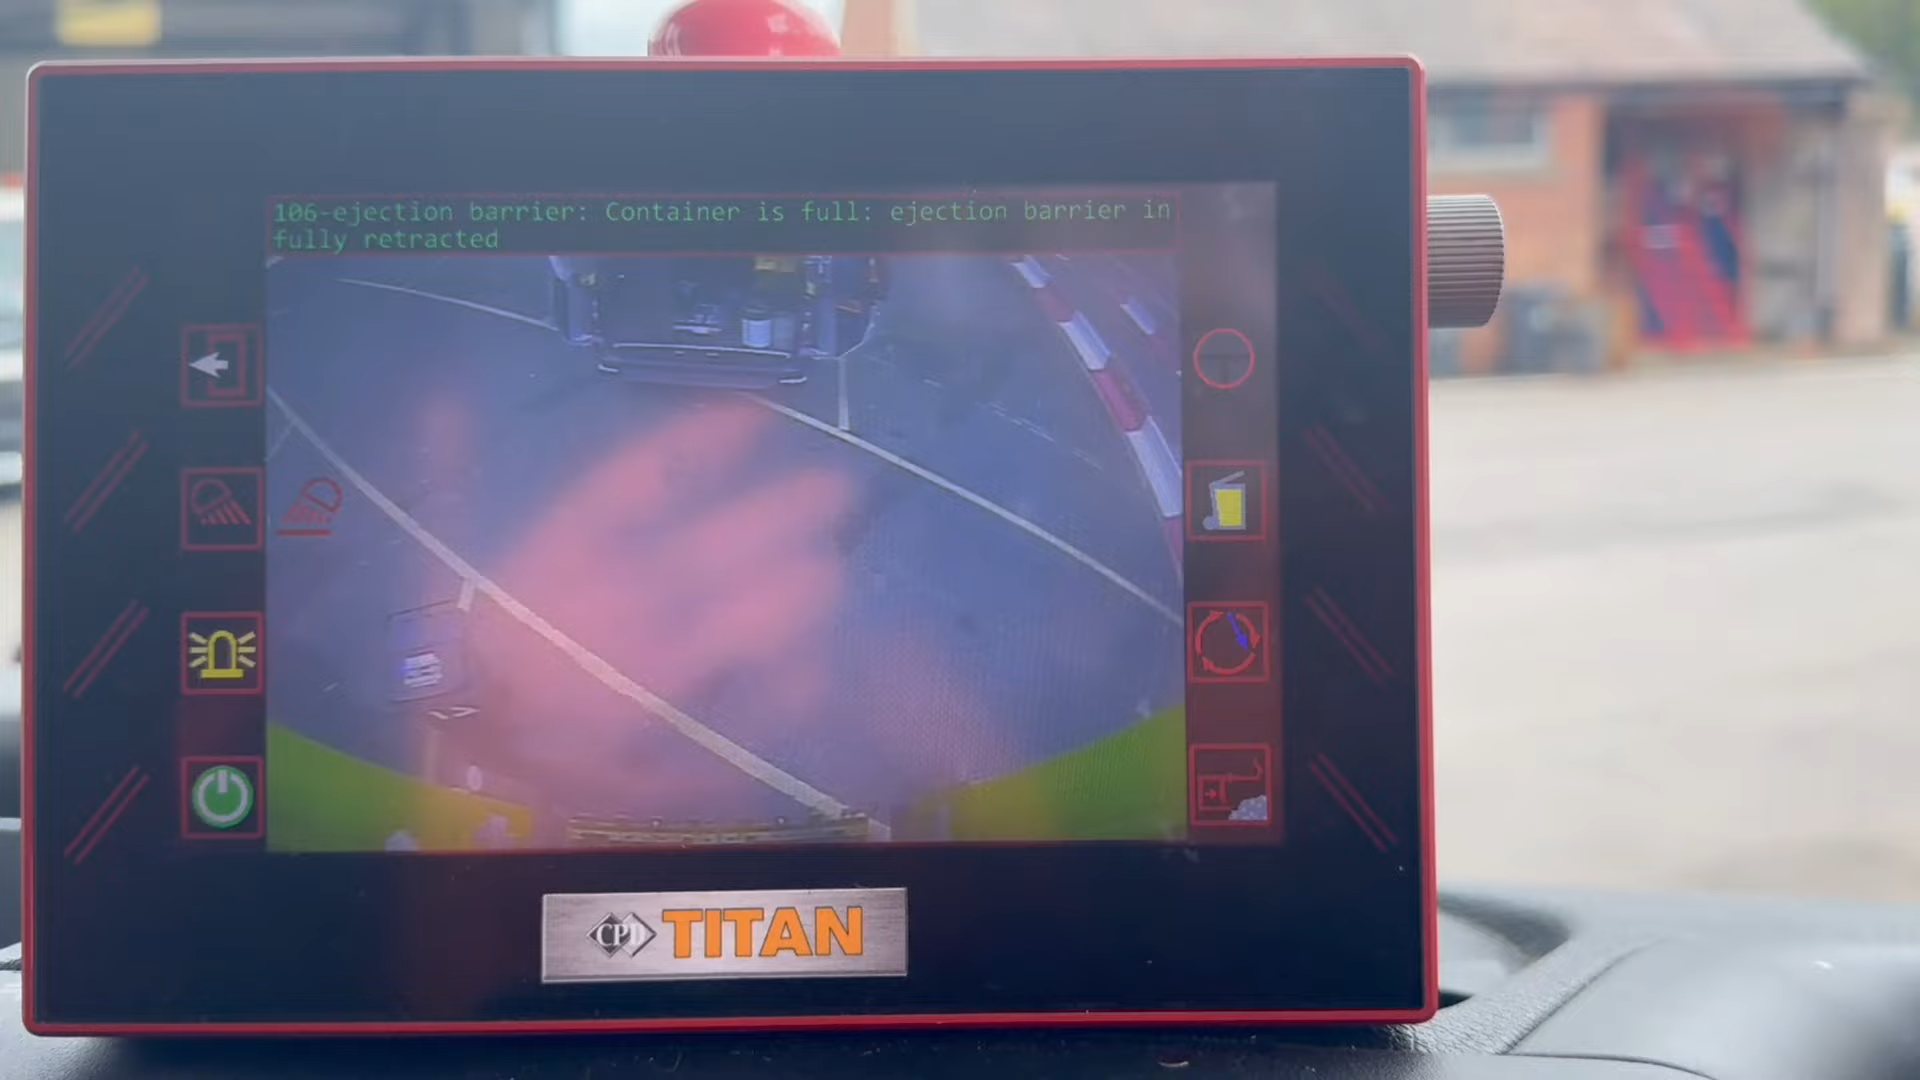 106-ejection barrier: Container is full: ejection barrier in
fully retracted
CPD TITAN